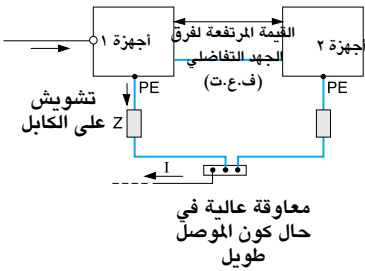 أجهزة ١
القيمة المرتفعة لفرق
الجهد التفاضلي
(ف.ع.ت)
أجهزة ٢
PE
PE
تشويش
على الكابل
Z
I
معاوقة عالية في
حال كون الموصل
طويل